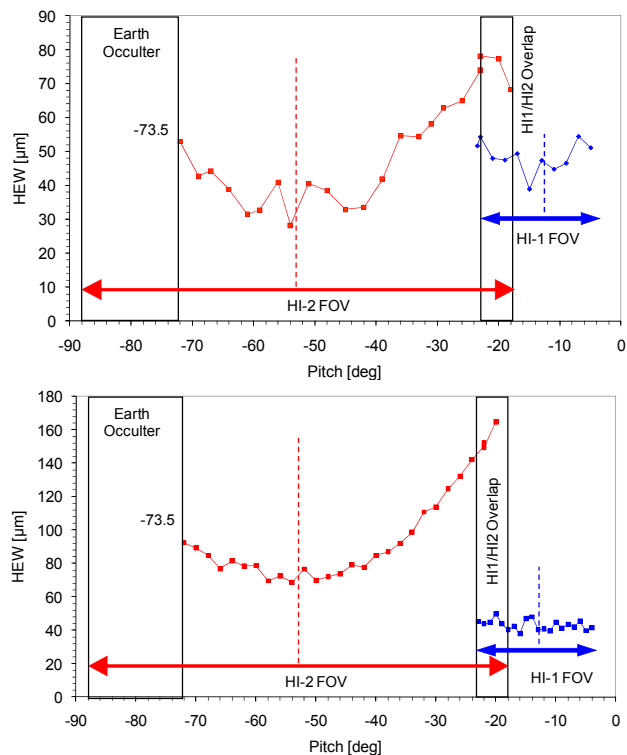 90
80
70
60
50
40
30
20
10
0
HEW [µm]
Earth
Occulter
-73.5
HI1/HI2 Overlap
HI-1 FOV
HI-2 FOV
-90 -80 -70 -60 -50 -40 -30 -20 -10 0
Pitch [deg]
180
160
140
120
100
80
60
40
20
0
HEW [µm]
Earth
Occulter
-73.5
HI1/HI2 Overlap
HI-2 FOV
HI-1 FOV
-90 -80 -70 -60 -50 -40 -30 -20 -10 0
Pitch [deg]